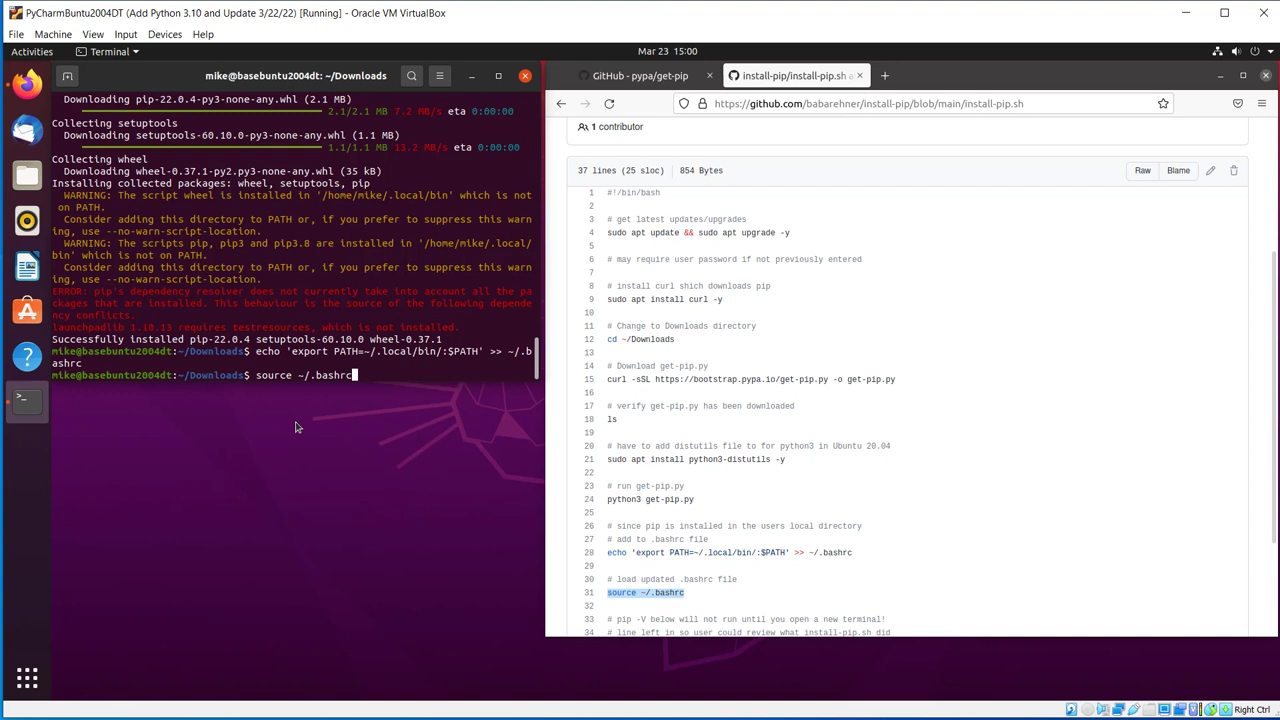 PyCharmBuntu2004DT (Add Python 3.10 and Update 3/22/22) [Running] - Oracle VM VirtualBox
File Machine View Input Devices Help
Activities Terminal Mar 23 15:00
mike@basebuntu2004dt: ~/Downloads
Downloading pip-22.0.4-py3-none-any.whl (2.1 MB)
2.1/2.1 MB 7.2 MB/s eta 0:00:00
Collecting setuptools
Downloading setuptools-60.10.0-py3-none-any.whl (1.1 MB)
1.1/1.1 MB 13.2 MB/s eta 0:00:00
Collecting wheel
Downloading wheel-0.37.1-py2.py3-none-any.whl (35 kB)
Installing collected packages: wheel, setuptools, pip
WARNING: The script wheel is installed in '/home/mike/.local/bin' which is not
on PATH.
Consider adding this directory to PATH or, if you prefer to suppress this warn
ing, use --no-warn-script-location.
WARNING: The scripts pip, pip3 and pip3.8 are installed in '/home/mike/.local/
bin' which is not on PATH.
Consider adding this directory to PATH or, if you prefer to suppress this warn
ing, use --no-warn-script-location.
ERROR: pip's dependency resolver does not currently take into account all the pa
ckages that are installed. This behaviour is the source of the following depende
ncy conflicts.
launchpadlib 1.10.13 requires testresources, which is not installed.
Successfully installed pip-22.0.4 setuptools-60.10.0 wheel-0.37.1
mike@basebuntu2004dt:~/Downloads$ echo 'export PATH=~/.local/bin/:$PATH' >> ~/.b
ashrc
mike@basebuntu2004dt:~/Downloads$ source ~/.bashrc
GitHub - pypa/get-pip
install-pip/install-pip.sh a
https://github.com/babarehner/install-pip/blob/main/install-pip.sh
1 contributor
37 lines (25 sloc) 854 Bytes
Raw Blame
1 #!/bin/bash
2
3 # get latest updates/upgrades
4 sudo apt update && sudo apt upgrade -y
5
6 # may require user password if not previously entered
7
8 # install curl shich downloads pip
9 sudo apt install curl -y
10
11 # Change to Downloads directory
12 cd ~/Downloads
13
14 # Download get-pip.py
15 curl -sSL https://bootstrap.pypa.io/get-pip.py -o get-pip.py
16
17 # verify get-pip.py has been downloaded
18 ls
19
20 # have to add distutils file to for python3 in Ubuntu 20.04
21 sudo apt install python3-distutils -y
22
23 # run get-pip.py
24 python3 get-pip.py
25
26 # since pip is installed in the users local directory
27 # add to .bashrc file
28 echo 'export PATH=~/.local/bin/:$PATH' >> ~/.bashrc
29
30 # load updated .bashrc file
31 source ~/.bashrc
32
33 # pip -V below will not run until you open a new terminal!
34 # line left in so user could review what install-pip.sh did
Right Ctrl